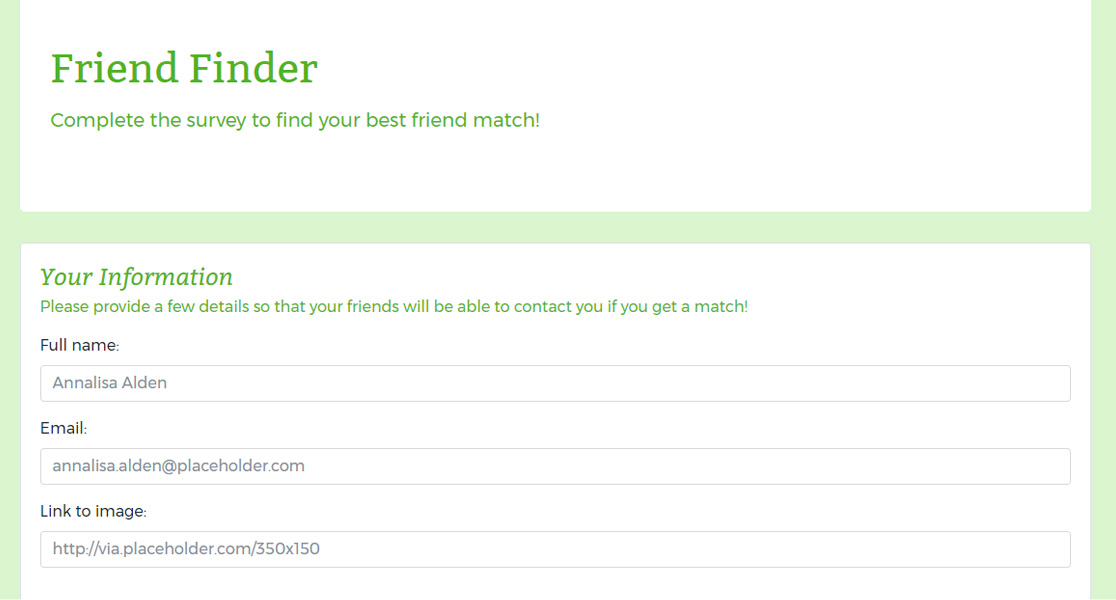 Friend Finder
Complete the survey to find your best friend match!
Your Information
Please provide a few details so that your friends will be able to contact you if you get a match!
Full name:
Annalisa Alden
Email:
annalisa.alden@placeholder.com
Link to image:
http://via.placeholder.com/350x150